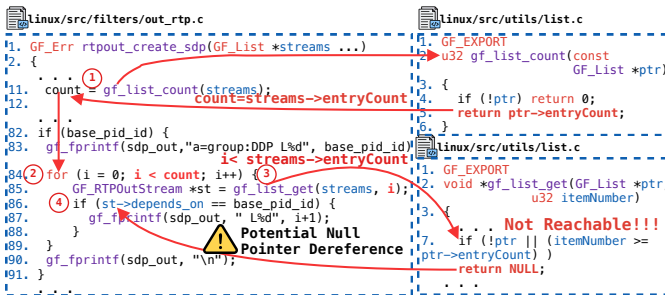 linux/src/filters/out_rtp.c
1. GF_Err rtpout_create_sdp(GF_List *streams ...)
2. {
. . .
11. count = gf_list_count(streams);
12.
. . .
82. if (base_pid_id) {
83. gf_fprintf(sdp_out,"a=group:DDP L%d", base_pid_id)
84. for (i = 0; i < count; i++) {
85. GF_RTPOutStream *st = gf_list_get(streams, i);
86. if (st->depends_on == base_pid_id) {
87. gf_fprintf(sdp_out, " L%d", i+1);
88. }
89. }
90. gf_fprintf(sdp_out, "\n");
91. }
. . .
1
2
3
4
count=streams->entryCount
i< streams->entryCount
Potential Null
Pointer Dereference
linux/src/utils/list.c
1. GF_EXPORT
2. u32 gf_list_count(const
GF_List *ptr)
3. {
4. if (!ptr) return 0;
5. return ptr->entryCount;
6. }
linux/src/utils/list.c
1. GF_EXPORT
2. void *gf_list_get(GF_List *ptr
u32 itemNumber)
3. {
. . .
Not Reachable!!!
7. if (!ptr || (itemNumber >=
ptr->entryCount) )
return NULL;
. . .